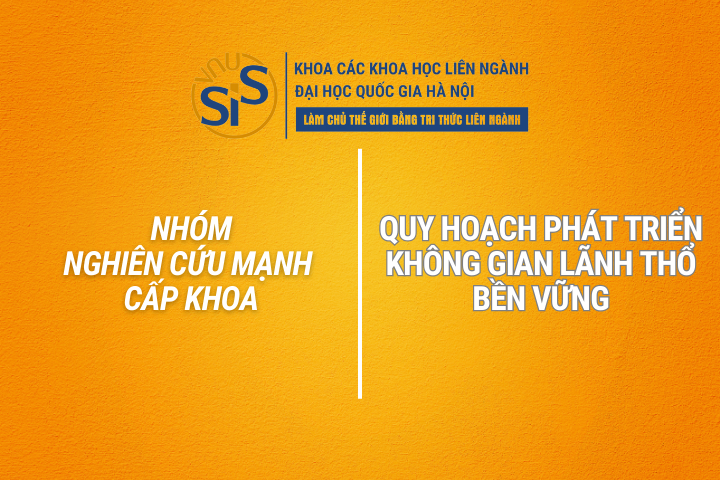 VNU
SiS
KHOA CÁC KHOA HỌC LIÊN NGÀNH
ĐẠI HỌC QUỐC GIA HÀ NỘI
LÀM CHỦ THẾ GIỚI BẰNG TRI THỨC LIÊN NGÀNH
NHÓM
NGHIÊN CỨU MẠNH
CẤP KHOA
QUY HOẠCH PHÁT TRIỂN
KHÔNG GIAN LÃNH THỔ
BỀN VỮNG